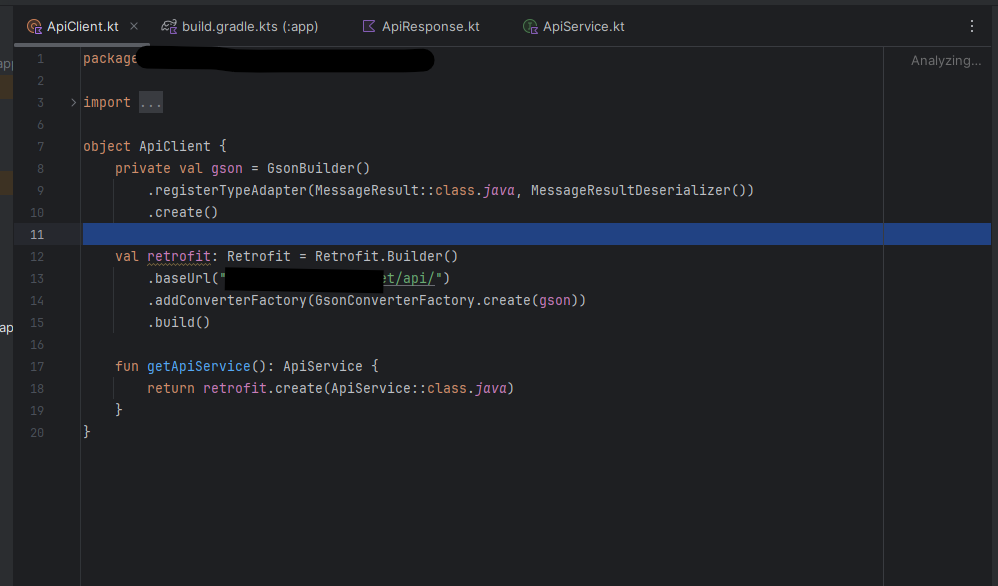 ApiClient.kt
build.gradle.kts (:app)
ApiResponse.kt
ApiService.kt
Analyzing...
app
app
1 package
2
3 import ...
6
7 object ApiClient {
8 private val gson = GsonBuilder()
9 .registerTypeAdapter(MessageResult::class.java, MessageResultDeserializer())
10 .create()
11
12 val retrofit: Retrofit = Retrofit.Builder()
13 .baseUrl(" et/api/")
14 .addConverterFactory(GsonConverterFactory.create(gson))
15 .build()
16
17 fun getApiService(): ApiService {
18 return retrofit.create(ApiService::class.java)
19 }
20 }